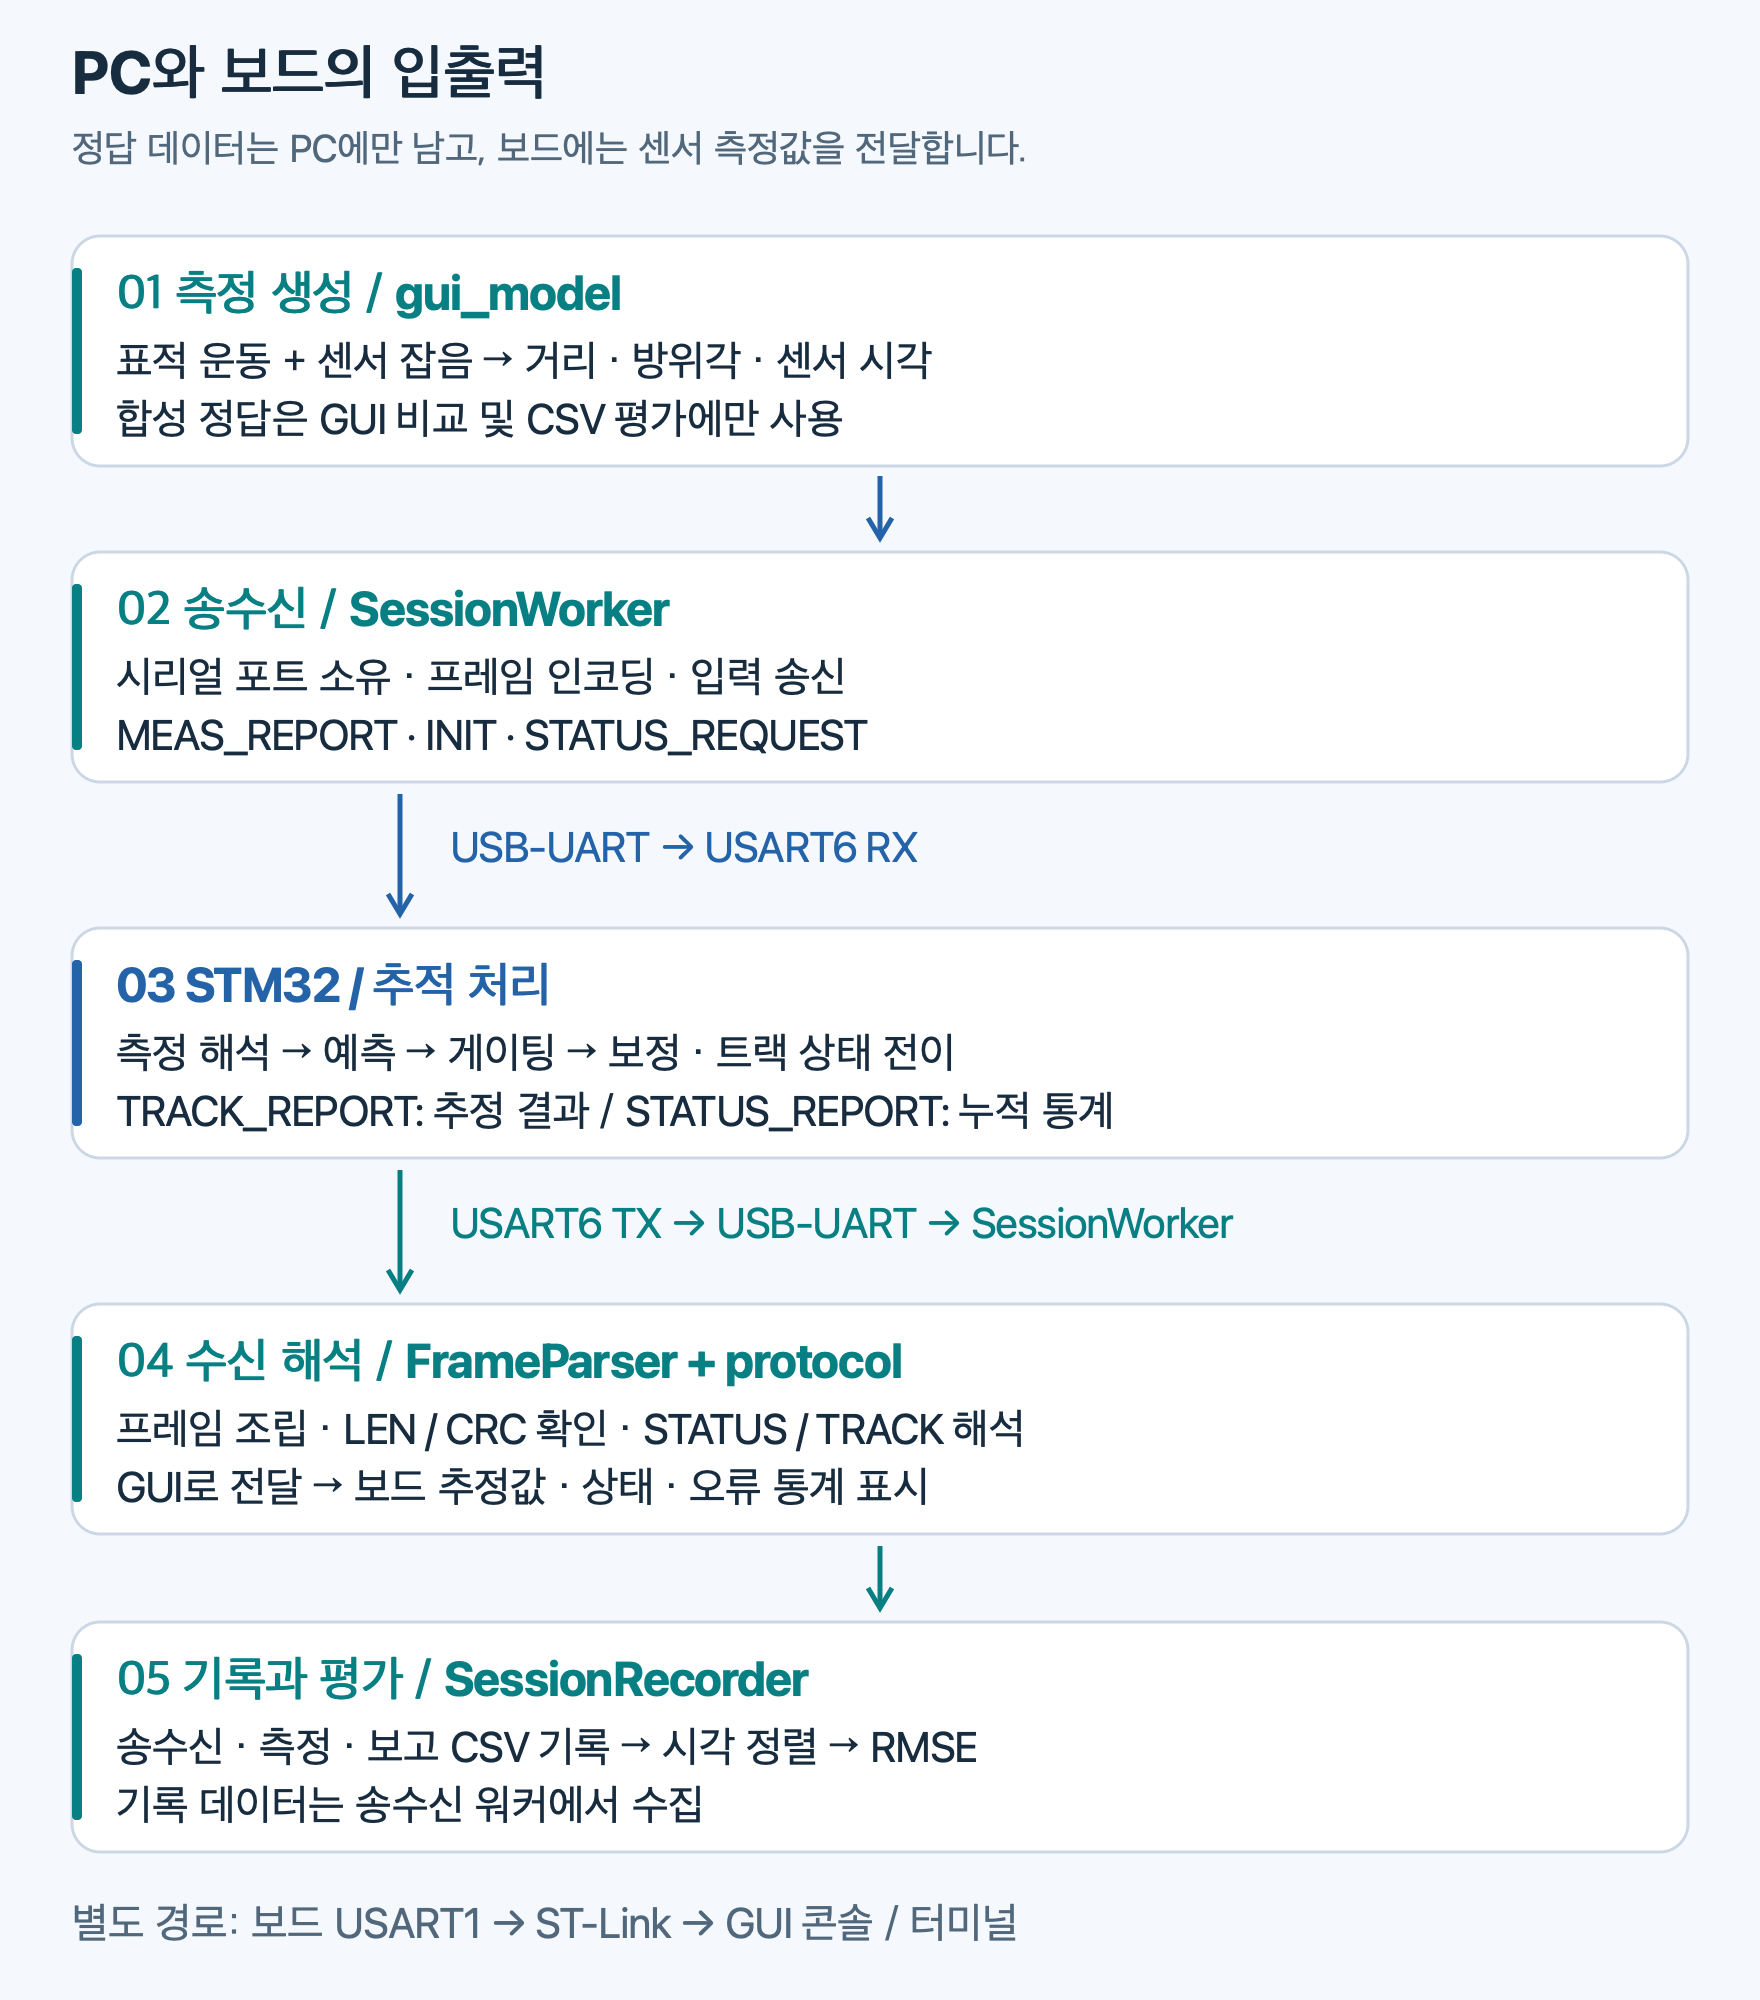 PC와 보드의 입출력
정답 데이터는 PC에만 남고, 보드에는 센서 측정값을 전달합니다.
01 측정 생성 / gui_model
표적 운동 + 센서 잡음 → 거리 · 방위각 · 센서 시각
합성 정답은 GUI 비교 및 CSV 평가에만 사용
02 송수신 / SessionWorker
시리얼 포트 소유 · 프레임 인코딩 · 입력 송신
MEAS_REPORT · INIT · STATUS_REQUEST
USB-UART → USART6 RX
03 STM32 / 추적 처리
측정 해석 → 예측 → 게이팅 → 보정 · 트랙 상태 전이
TRACK_REPORT: 추정 결과 / STATUS_REPORT: 누적 통계
USART6 TX → USB-UART → SessionWorker
04 수신 해석 / FrameParser + protocol
프레임 조립 · LEN / CRC 확인 · STATUS / TRACK 해석
GUI로 전달 → 보드 추정값 · 상태 · 오류 통계 표시
05 기록과 평가 / SessionRecorder
송수신 · 측정 · 보고 CSV 기록 → 시각 정렬 → RMSE
기록 데이터는 송수신 워커에서 수집
별도 경로: 보드 USART1 → ST-Link → GUI 콘솔 / 터미널